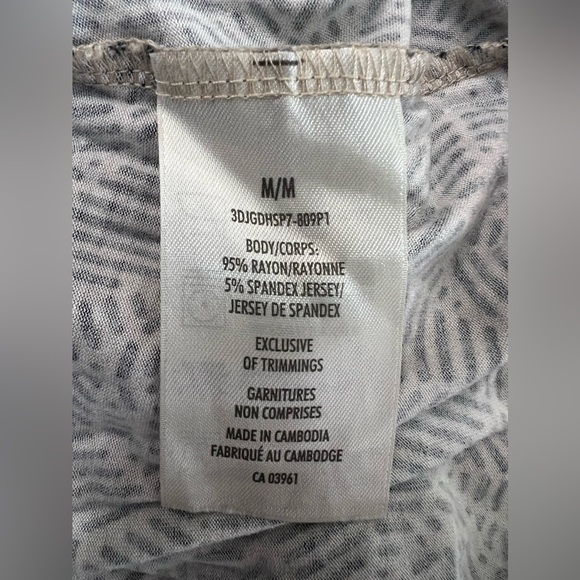 M/M
3DJGDHSP7-809P1
BODY/CORPS:
95% RAYON/RAYONNE
5% SPANDEX JERSEY/
JERSEY DE SPANDEX
EXCLUSIVE
OF TRIMMINGS
GARNITURES
NON COMPRISES
MADE IN CAMBODIA
FABRIQUÉ AU CAMBODGE
CA 03961